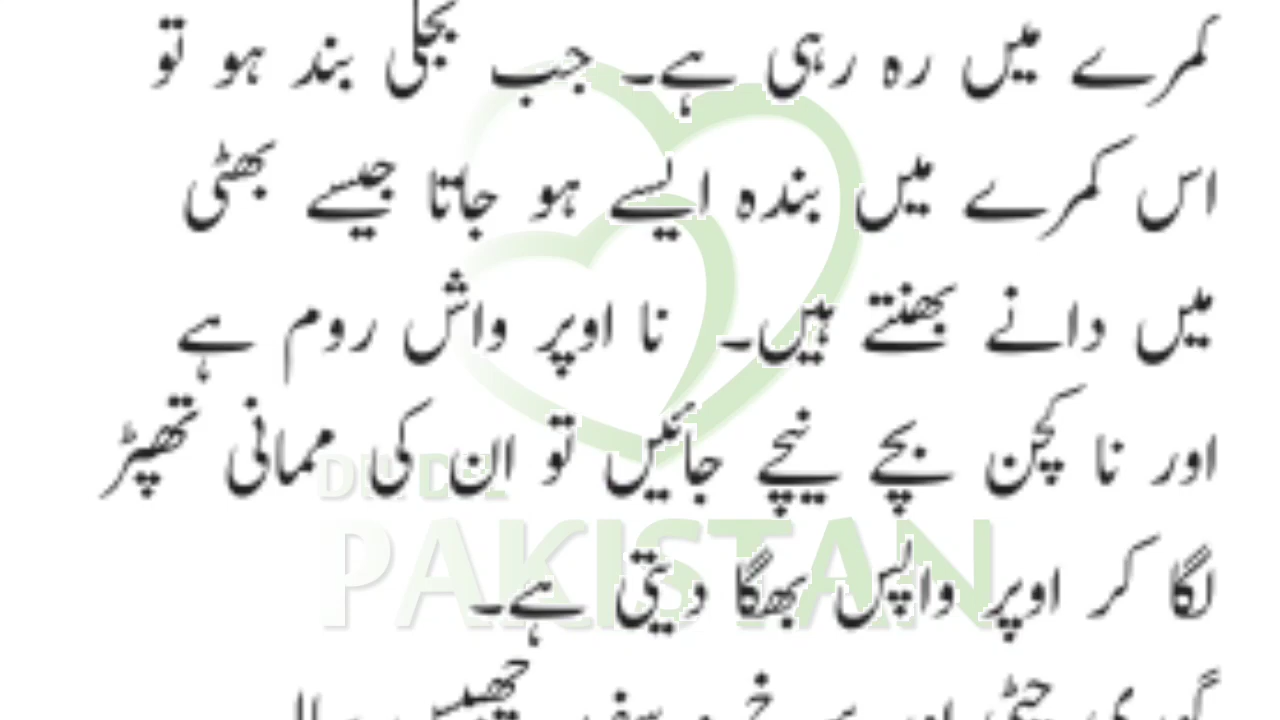 کمرے میں رہ رہی ہے۔ جب بجلی بند ہو تو
اس کمرے میں بندہ ایسے ہو جاتا جیسے بھٹی
میں دانے بھنتے ہیں۔ نا اوپر واش روم ہے
اور نا کچن بچے نیچے جائیں تو ان کی ممانی تھپڑ
لگا کر اوپر واپس بھگا دیتی ہے۔
PAKISTAN